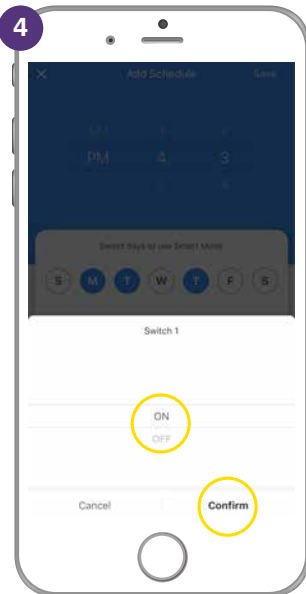 4
Add Schedule Save
PM 4 3
Select days to use Smart Mode
S M T W T F S
Switch 1
ON
OFF
Cancel Confirm